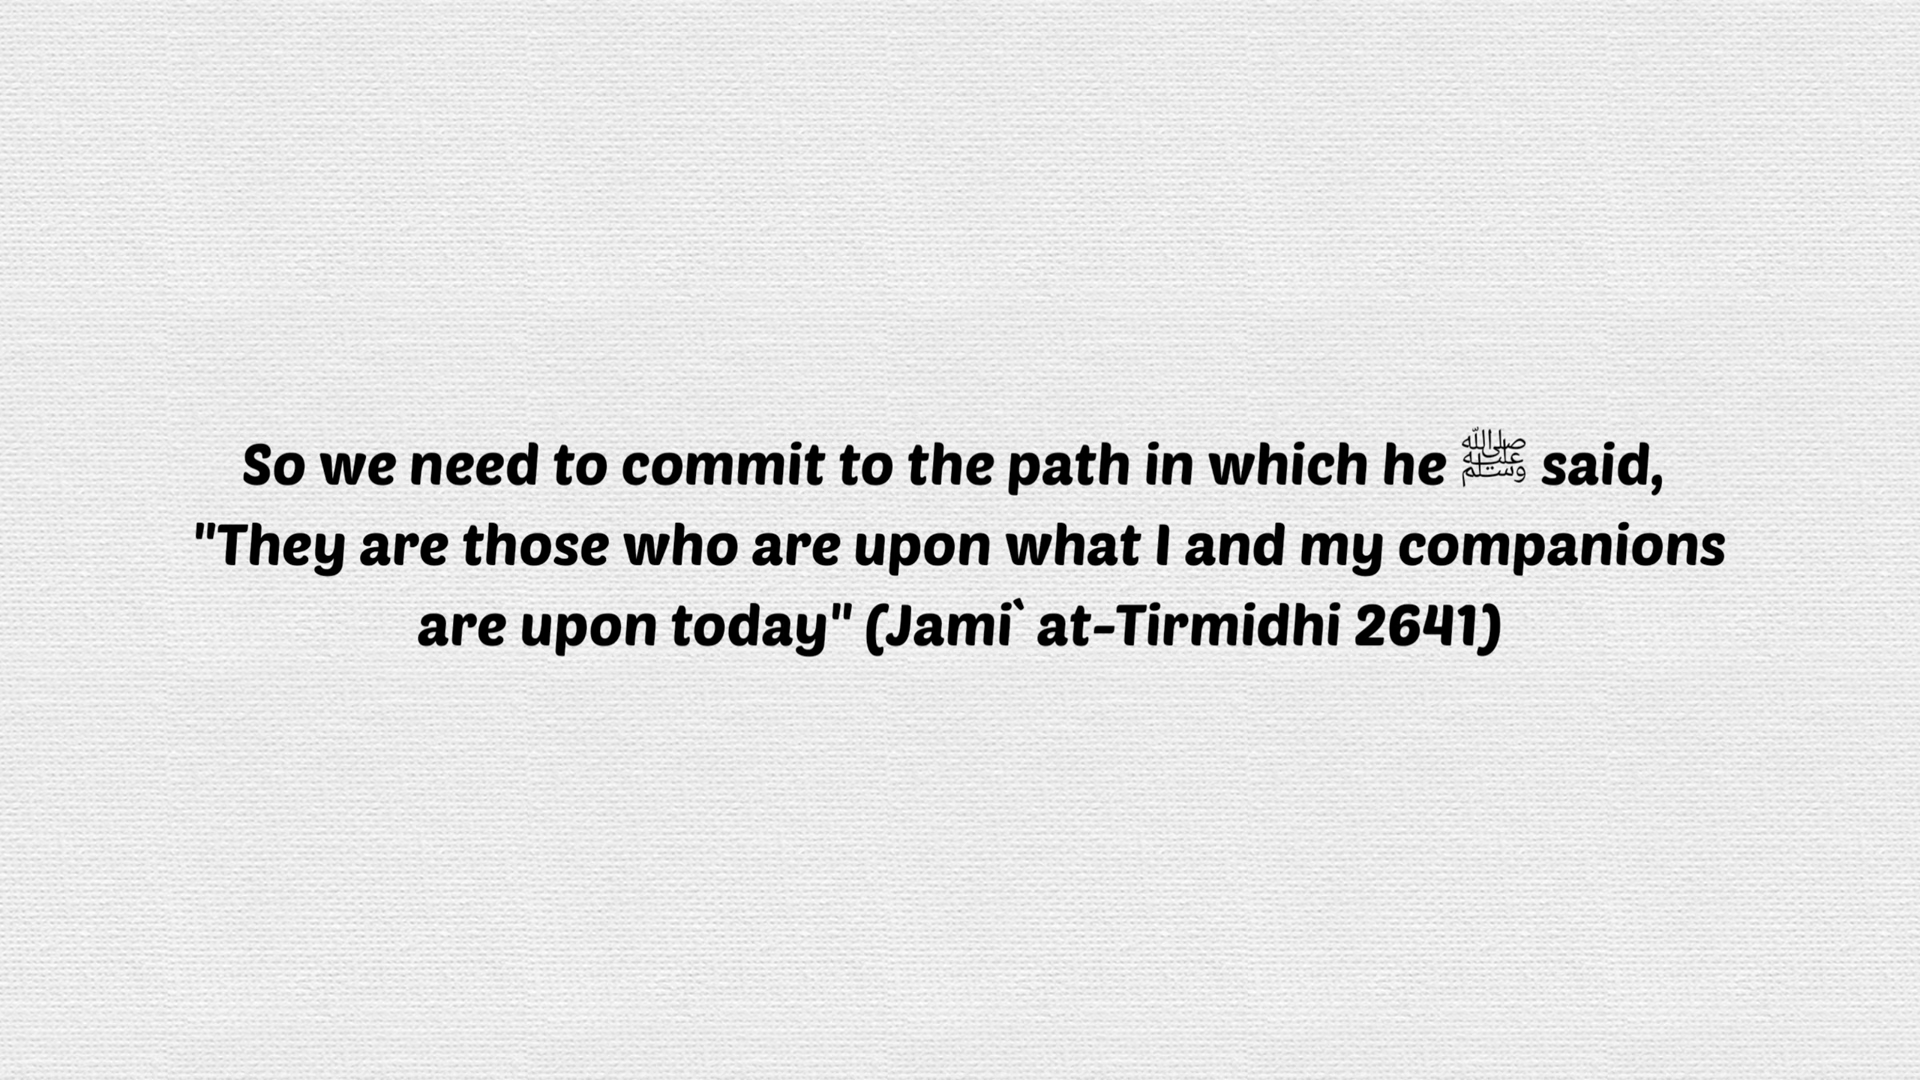 So we need to commit to the path in which he ﷺ said,
"They are those who are upon what I and my companions
are upon today" (Jami` at-Tirmidhi 2641)